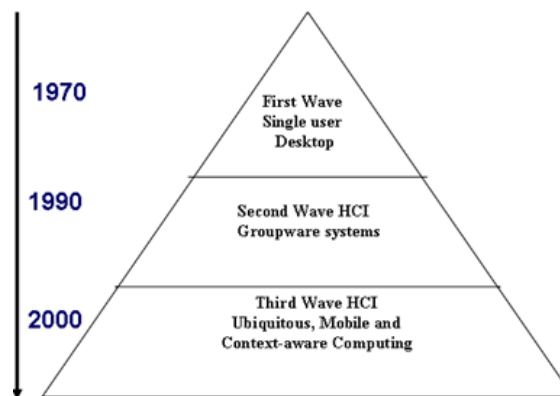 1970
First Wave
Single user
Desktop
1990
Second Wave HCI
Groupware systems
2000
Third Wave HCI
Ubiquitous, Mobile and
Context-aware Computing